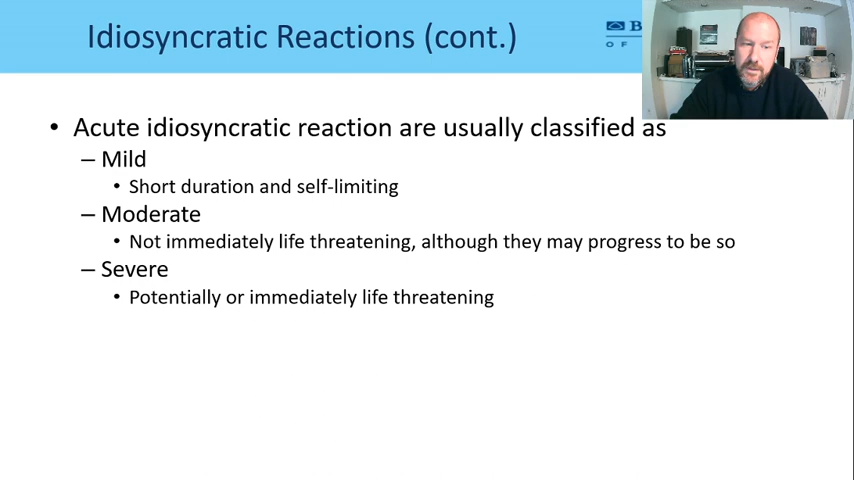 Idiosyncratic Reactions (cont.)
B
OF
• Acute idiosyncratic reaction are usually classified as
– Mild
• Short duration and self-limiting
– Moderate
• Not immediately life threatening, although they may progress to be so
– Severe
• Potentially or immediately life threatening